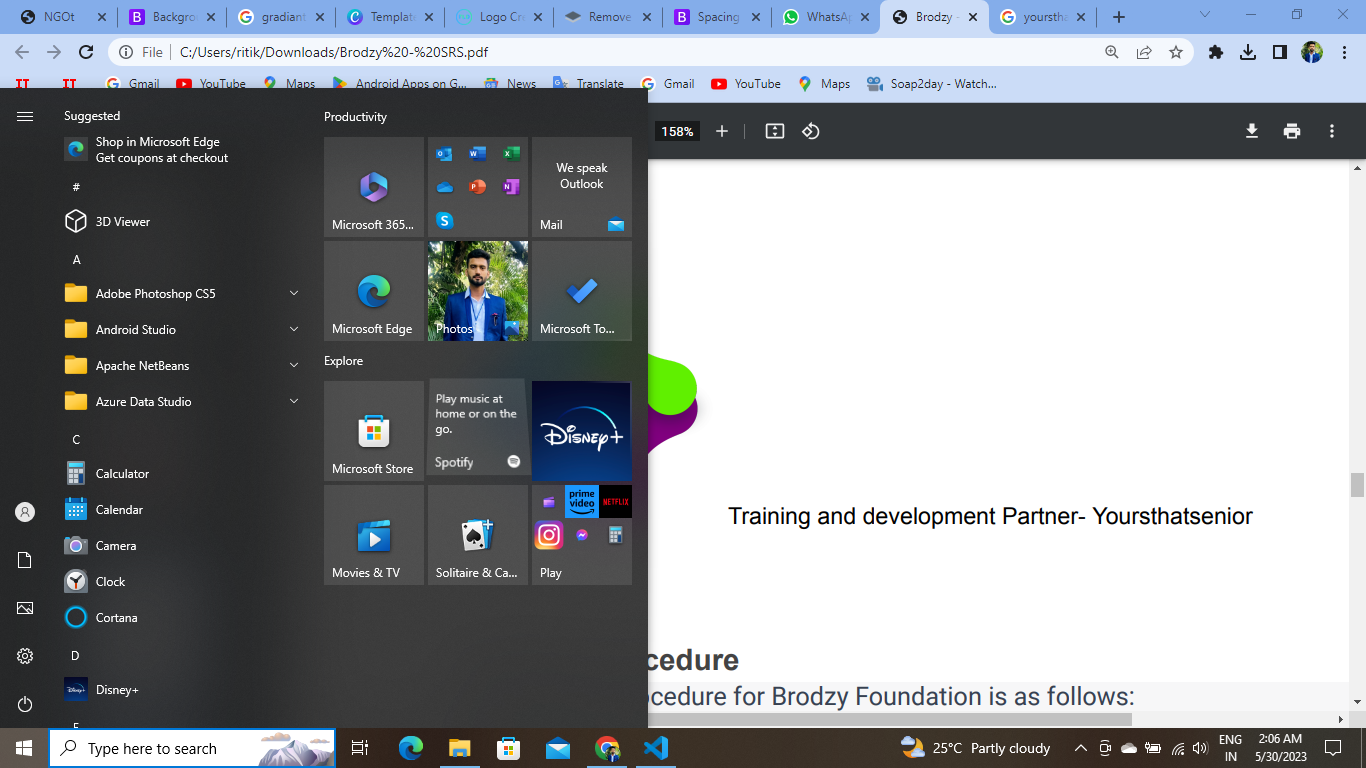 NGOt
Backgrou
gradiant
Template
Logo Cre
Remove
Spacing
WhatsAp
Brodzy -
yourstha
File
C:/Users/ritik/Downloads/Brodzy%20-%20SRS.pdf
Gmail
YouTube
Maps
Android Apps on G...
News
Translate
Gmail
YouTube
Maps
Soap2day - Watch...
158%
Suggested
Shop in Microsoft Edge
Get coupons at checkout
#
3D Viewer
A
Adobe Photoshop CS5
Android Studio
Apache NetBeans
Azure Data Studio
C
Calculator
Calendar
Camera
Clock
Cortana
D
Disney+
Productivity
Microsoft 365...
We speak
Outlook
Mail
Microsoft Edge
Photos
Microsoft To...
Explore
Microsoft Store
Play music at
home or on the
go.
Spotify
Disney+
Movies & TV
Solitaire & Ca...
prime
video
NETFLIX
Play
Training and development Partner- Yoursthatsenior
cedure
ocedure for Brodzy Foundation is as follows:
Type here to search
25°C Partly cloudy
ENG
IN
2:06 AM
5/30/2023